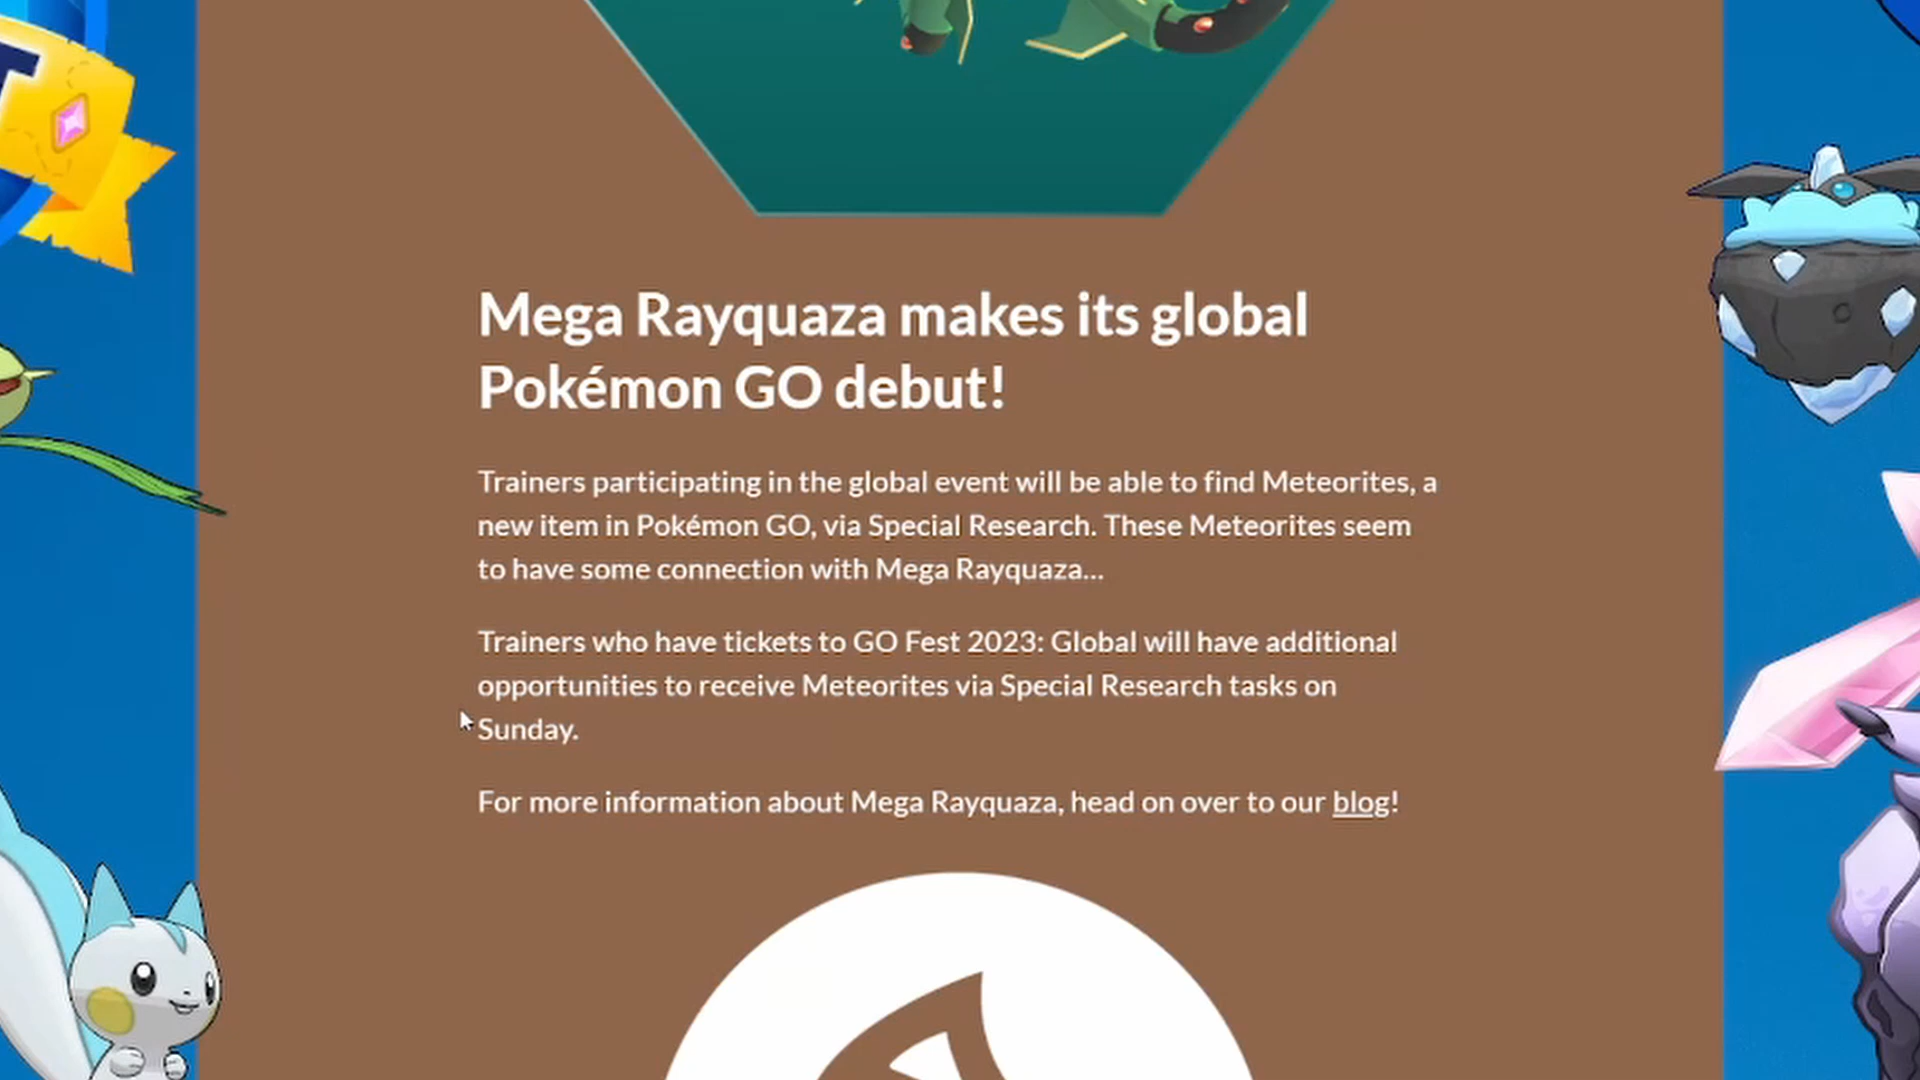 Mega Rayquaza makes its global
Pokémon GO debut!
Trainers participating in the global event will be able to find Meteorites, a
new item in Pokémon GO, via Special Research. These Meteorites seem
to have some connection with Mega Rayquaza...
Trainers who have tickets to GO Fest 2023: Global will have additional
opportunities to receive Meteorites via Special Research tasks on
Sunday.
For more information about Mega Rayquaza, head on over to our blog!